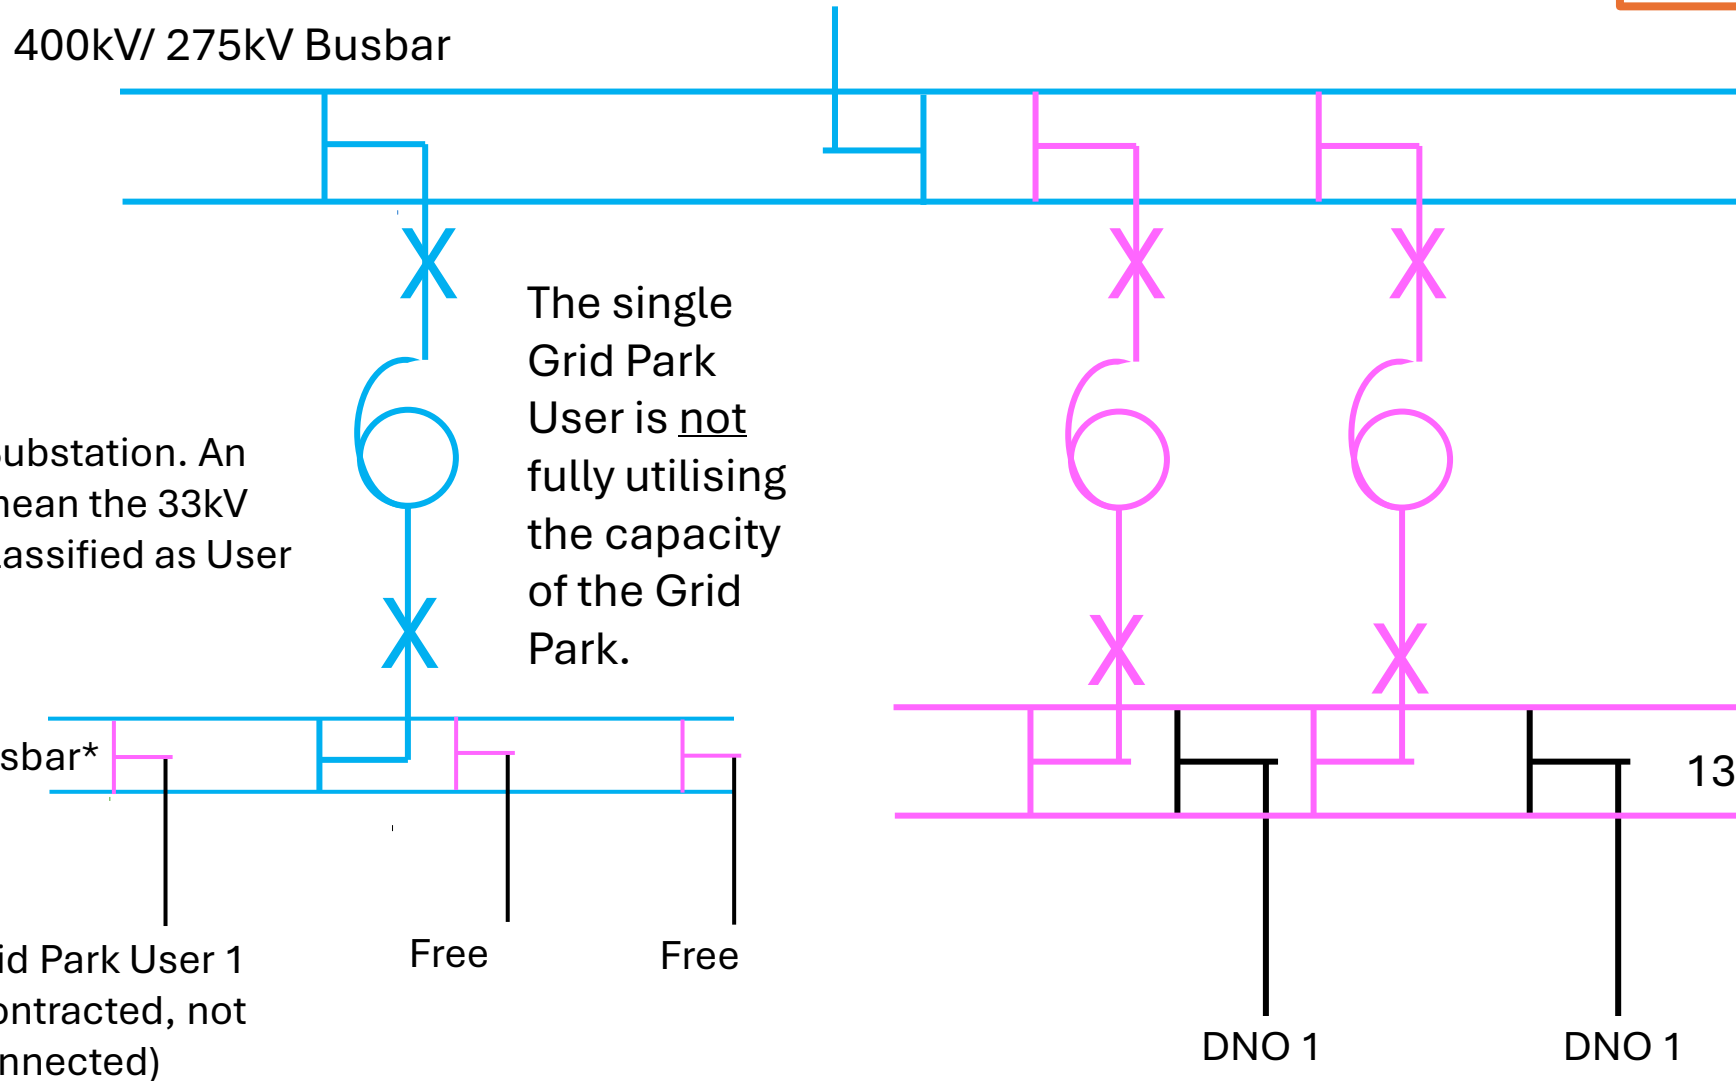 400kV/ 275kV Busbar
The single
Grid Park
User is not
fully utilising
the capacity
of the Grid
Park.
ubstation. An
mean the 33kV
assified as User
sbar*
13
id Park User 1
ontracted, not
nnected)
Free
Free
DNO 1
DNO 1